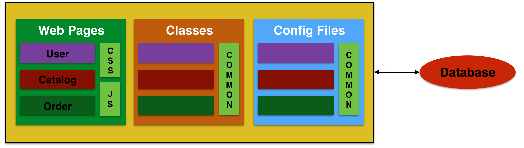 Web Pages
User
Catalog
Order
CSS
JS
Classes
COMMON
Config Files
COMMON
Database